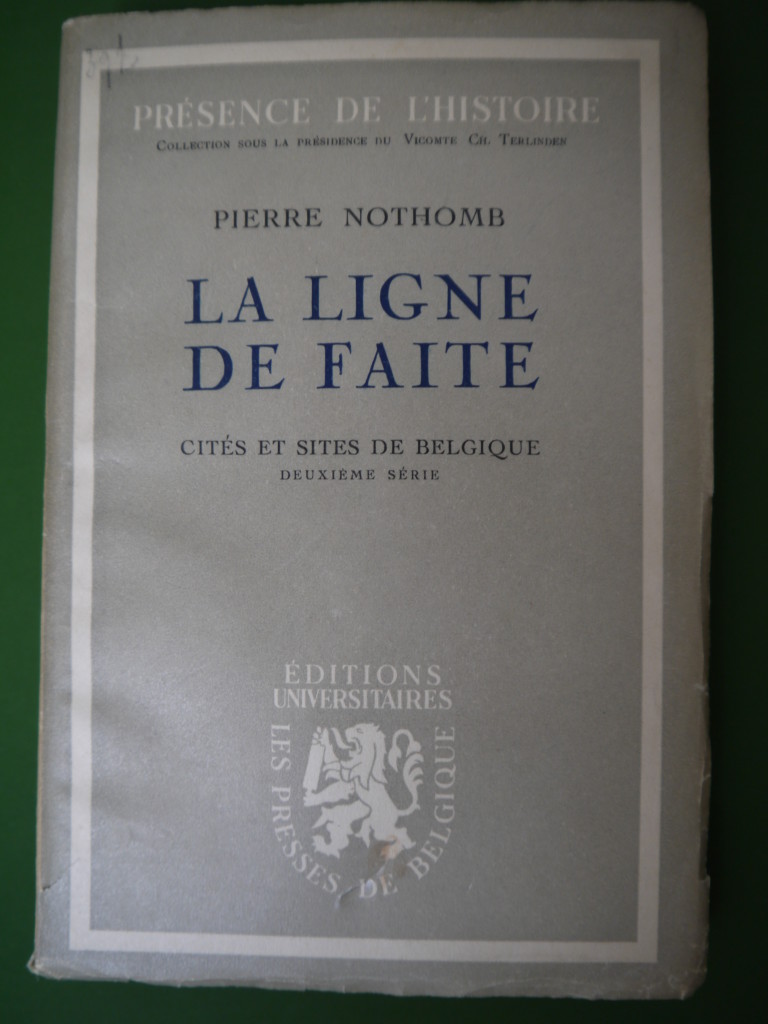 PRÉSENCE DE L'HISTOIRE
COLLECTION SOUS LA PRÉSIDENCE DU VICOMTE CH. TERLINDEN
PIERRE NOTHOMB
LA LIGNE
DE FAITE
CITÉS ET SITES DE BELGIQUE
DEUXIÈME SÉRIE
ÉDITIONS
UNIVERSITAIRES
LES PRESSES DE BELGIQUE